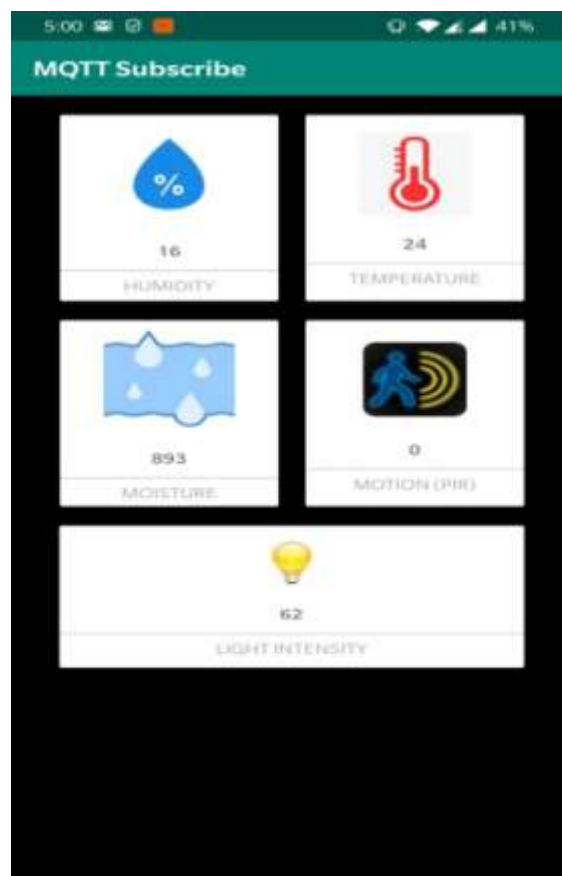 5:00 41%
MQTT Subscribe
%
16
HUMIDITY
24
TEMPERATURE
893
MOISTURE
0
MOTION (PIR)
62
LIGHT INTENSITY